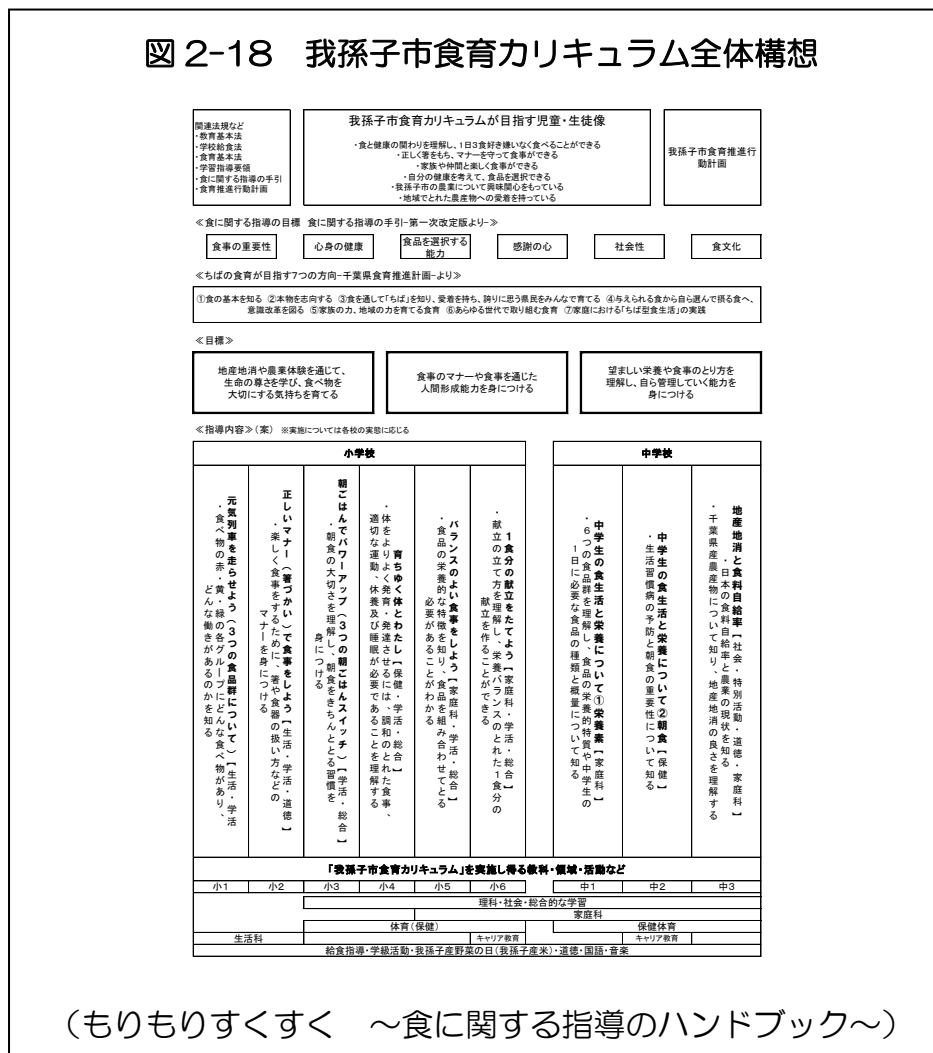 図2-18　我孫子市食育カリキュラム全体構想
関連法規など
・教育基本法
・学校給食法
・食育基本法
・学習指導要領
・食に関する指導の手引
・食育推進行動計画
我孫子市食育カリキュラムが目指す児童・生徒像
・食と健康の関わりを理解し、1日3食好き嫌いなく食べることができる
・正しく箸をもち、マナーを守って食事ができる
・家族や仲間と楽しく食事ができる
・自分の健康を考えて、食品を選択できる
・我孫子市の農業について興味関心をもっている
・地域でとれた農産物への愛着を持っている
我孫子市食育推進行
動計画
≪食に関する指導の目標 食に関する指導の手引-第一次改定版より-≫
食事の重要性
心身の健康
食品を選択する
能力
感謝の心
社会性
食文化
≪ちばの食育が目指す7つの方向-千葉県食育推進計画-より≫
①食の基本を知る ②本物を志向する ③食を通して「ちば」を知り、愛着を持ち、誇りに思う県民をみんなで育てる ④与えられる食から自ら選んで摂る食へ、
意識改革を図る ⑤家族の力、地域の力を育てる食育 ⑥あらゆる世代で取り組む食育 ⑦家庭における「ちば型食生活」の実践
≪目標≫
地産地消や農業体験を通じて、
生命の尊さを学び、食べ物を
大切にする気持ちを育てる
食事のマナーや食事を通じた
人間形成能力を身につける
望ましい栄養や食事のとり方を
理解し、自ら管理していく能力を
身につける
≪指導内容≫(案) ※実施については各校の実態に応じる
小学校
中学校
元気列車を走らせよう(3つの食品群について)【生活・学活】
・食べ物の赤・黄・緑の各グループにどんな食べ物があり、
どんな働きがあるのかを知る
正しいマナー(箸づかい)で食事をしよう【生活・学活・道徳】
・楽しく食事をするために、箸や食器の扱い方などの
マナーを身につける
朝ごはんでパワーアップ(3つの朝ごはんスイッチ)【学活・総合】
・朝食の大切さを理解し、朝食をきちんととる習慣を
身につける
育ちゆく体とわたし【保健・学活・総合】
・体をよりよく発育・発達させるには、調和のとれた食事、
適切な運動、休養及び睡眠が必要であることを理解する
バランスのよい食事をしよう【家庭科・学活・総合】
・食品の栄養的な特徴を知り、食品を組み合わせてとる
必要があることがわかる
1食分の献立をたてよう【家庭科・学活・総合】
・献立の立て方を理解し、栄養バランスのとれた1食分の
献立を作ることができる
中学生の食生活と栄養について①栄養素【家庭科】
・6つの食品群を理解し、食品の栄養的特質や中学生の
1日に必要な食品の種類と概量について知る
中学生の食生活と栄養について②朝食【保健】
・生活習慣病の予防と朝食の重要性について知る
地産地消と食料自給率【社会・特別活動・道徳・家庭科】
・日本の食料自給率と農業の現状を知る
・千葉県産農産物について知り、地産地消の良さを理解する
「我孫子市食育カリキュラム」を実施し得る教科・領域・活動など
小1 小2 小3 小4 小5 小6 中1 中2 中3
理科・社会・総合的な学習
家庭科
体育(保健) 保健体育
生活科 キャリア教育 キャリア教育
給食指導・学級活動・我孫子産野菜の日(我孫子産米)・道徳・国語・音楽
(もりもりすくすく　～食に関する指導のハンドブック～)